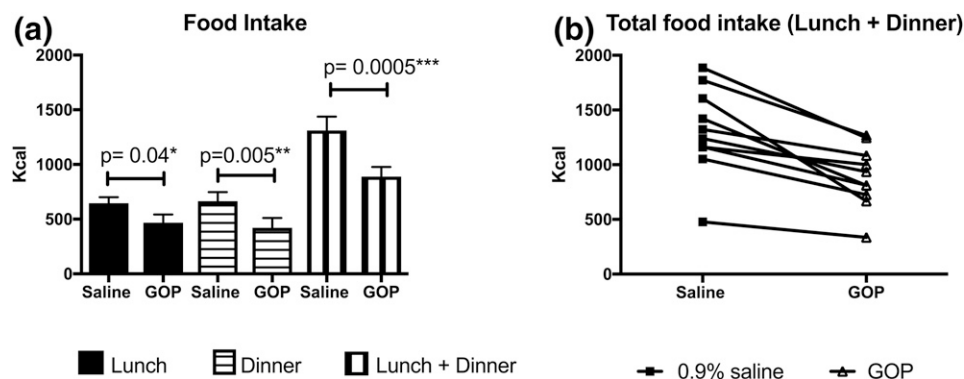 (a) Food Intake
2000
1500
1000
500
0
Kcal
p= 0.04*
p=0.005**
p= 0.0005***
Saline GOP Saline GOP Saline GOP
Lunch Dinner Lunch + Dinner
(b) Total food intake (Lunch + Dinner)
2000
1500
1000
500
0
Kcal
Saline GOP
0.9% saline GOP